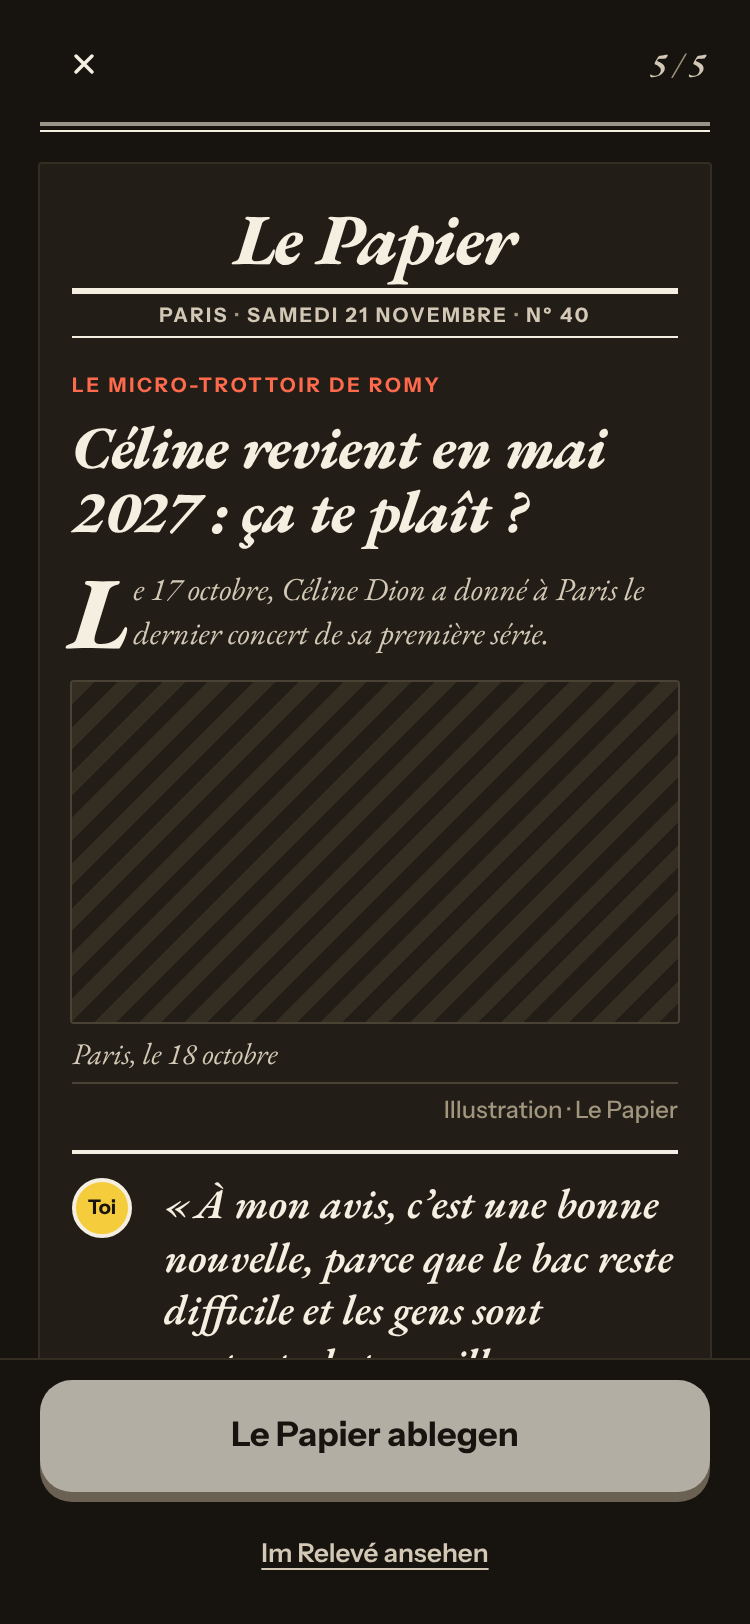 5 / 5
Le Papier
PARIS · SAMEDI 21 NOVEMBRE · N° 40
LE MICRO-TROTTOIR DE ROMY
Céline revient en mai
2027 : ça te plaît ?
Le 17 octobre, Céline Dion a donné à Paris le
dernier concert de sa première série.
Paris, le 18 octobre
Illustration · Le Papier
Toi
« À mon avis, c’est une bonne
nouvelle, parce que le bac reste
difficile et les gens sont
Le Papier ablegen
Im Relevé ansehen